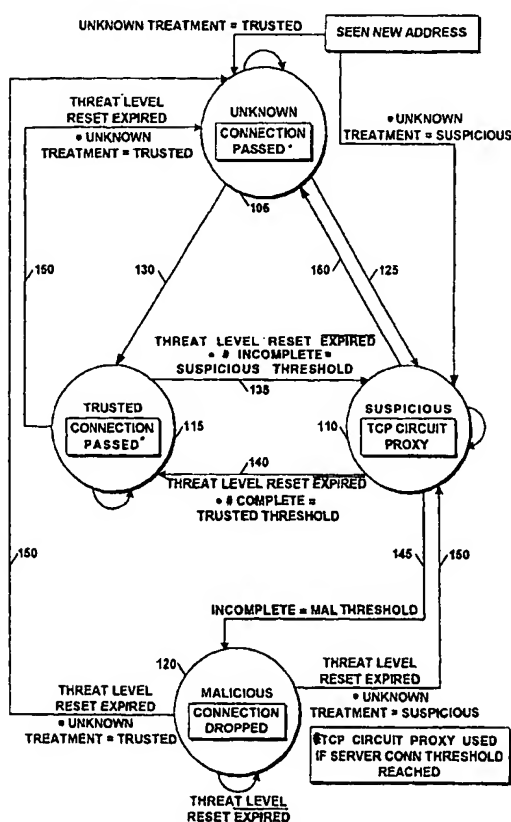 UNKNOWN TREATMENT = TRUSTED
SEEN NEW ADDRESS
THREAT LEVEL
RESET EXPIRED
• UNKNOWN
TREATMENT = TRUSTED
UNKNOWN
CONNECTION
PASSED*
• UNKNOWN
TREATMENT = SUSPICIOUS
105
150
130
160
125
THREAT LEVEL RESET EXPIRED
• # INCOMPLETE =
SUSPICIOUS THRESHOLD
135
TRUSTED
CONNECTION
PASSED*
115
SUSPICIOUS
TCP CIRCUIT
PROXY
110
140
THREAT LEVEL RESET EXPIRED
• # COMPLETE =
TRUSTED THRESHOLD
150
145
150
INCOMPLETE = MAL THRESHOLD
120
MALICIOUS
CONNECTION
DROPPED
THREAT LEVEL
RESET EXPIRED
• UNKNOWN
TREATMENT = TRUSTED
THREAT LEVEL
RESET EXPIRED
• UNKNOWN
TREATMENT = SUSPICIOUS
*TCP CIRCUIT PROXY USED
IF SERVER CONN THRESHOLD
REACHED
THREAT LEVEL
RESET EXPIRED